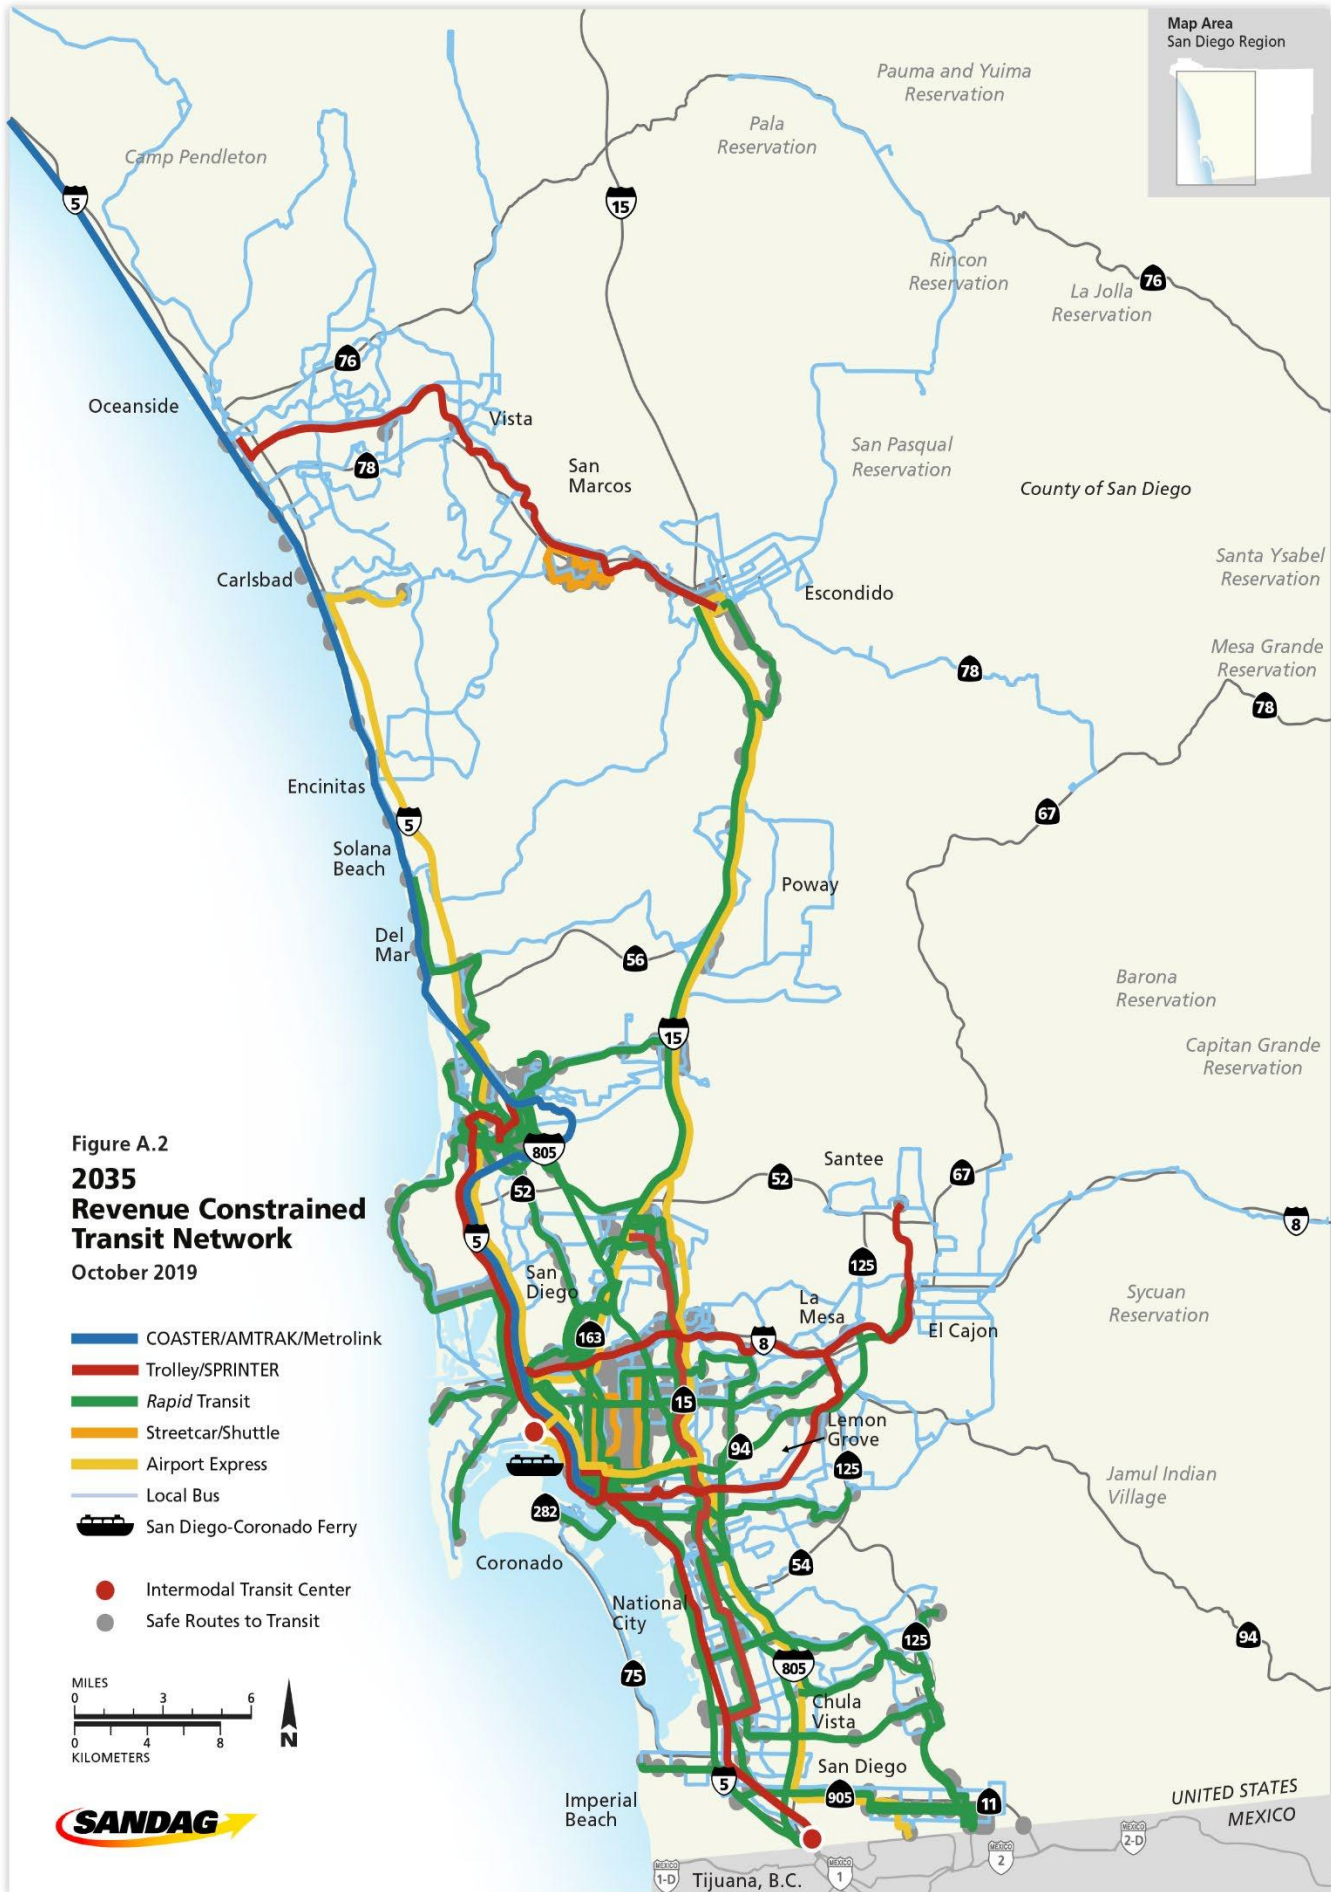 Map Area
San Diego Region
Pauma and Yuima
Reservation
Pala
Reservation
Camp Pendleton
5
15
Rincon
Reservation
La Jolla
Reservation
76
76
Oceanside
Vista
78
San
Marcos
San Pasqual
Reservation
County of San Diego
Santa Ysabel
Reservation
Carlsbad
Escondido
Mesa Grande
Reservation
78
78
Encinitas
5
67
Solana
Beach
Poway
Del
Mar
56
Barona
Reservation
15
Capitan Grande
Reservation
805
Santee
52
52
67
5
8
125
San
Diego
La
Mesa
Sycuan
Reservation
163
8
El Cajon
15
Lemon
Grove
94
125
Jamul Indian
Village
282
Coronado
54
National
City
125
94
75
805
Chula
Vista
San Diego
5
905
11
Imperial
Beach
UNITED STATES
MEXICO
MEXICO
2-D
MEXICO
2
MEXICO
1-D
Tijuana, B.C.
MEXICO
1
Figure A.2
2035
Revenue Constrained
Transit Network
October 2019
COASTER/AMTRAK/Metrolink
Trolley/SPRINTER
Rapid Transit
Streetcar/Shuttle
Airport Express
Local Bus
San Diego-Coronado Ferry
Intermodal Transit Center
Safe Routes to Transit
MILES
0 3 6
0 4 8
KILOMETERS
N
SANDAG